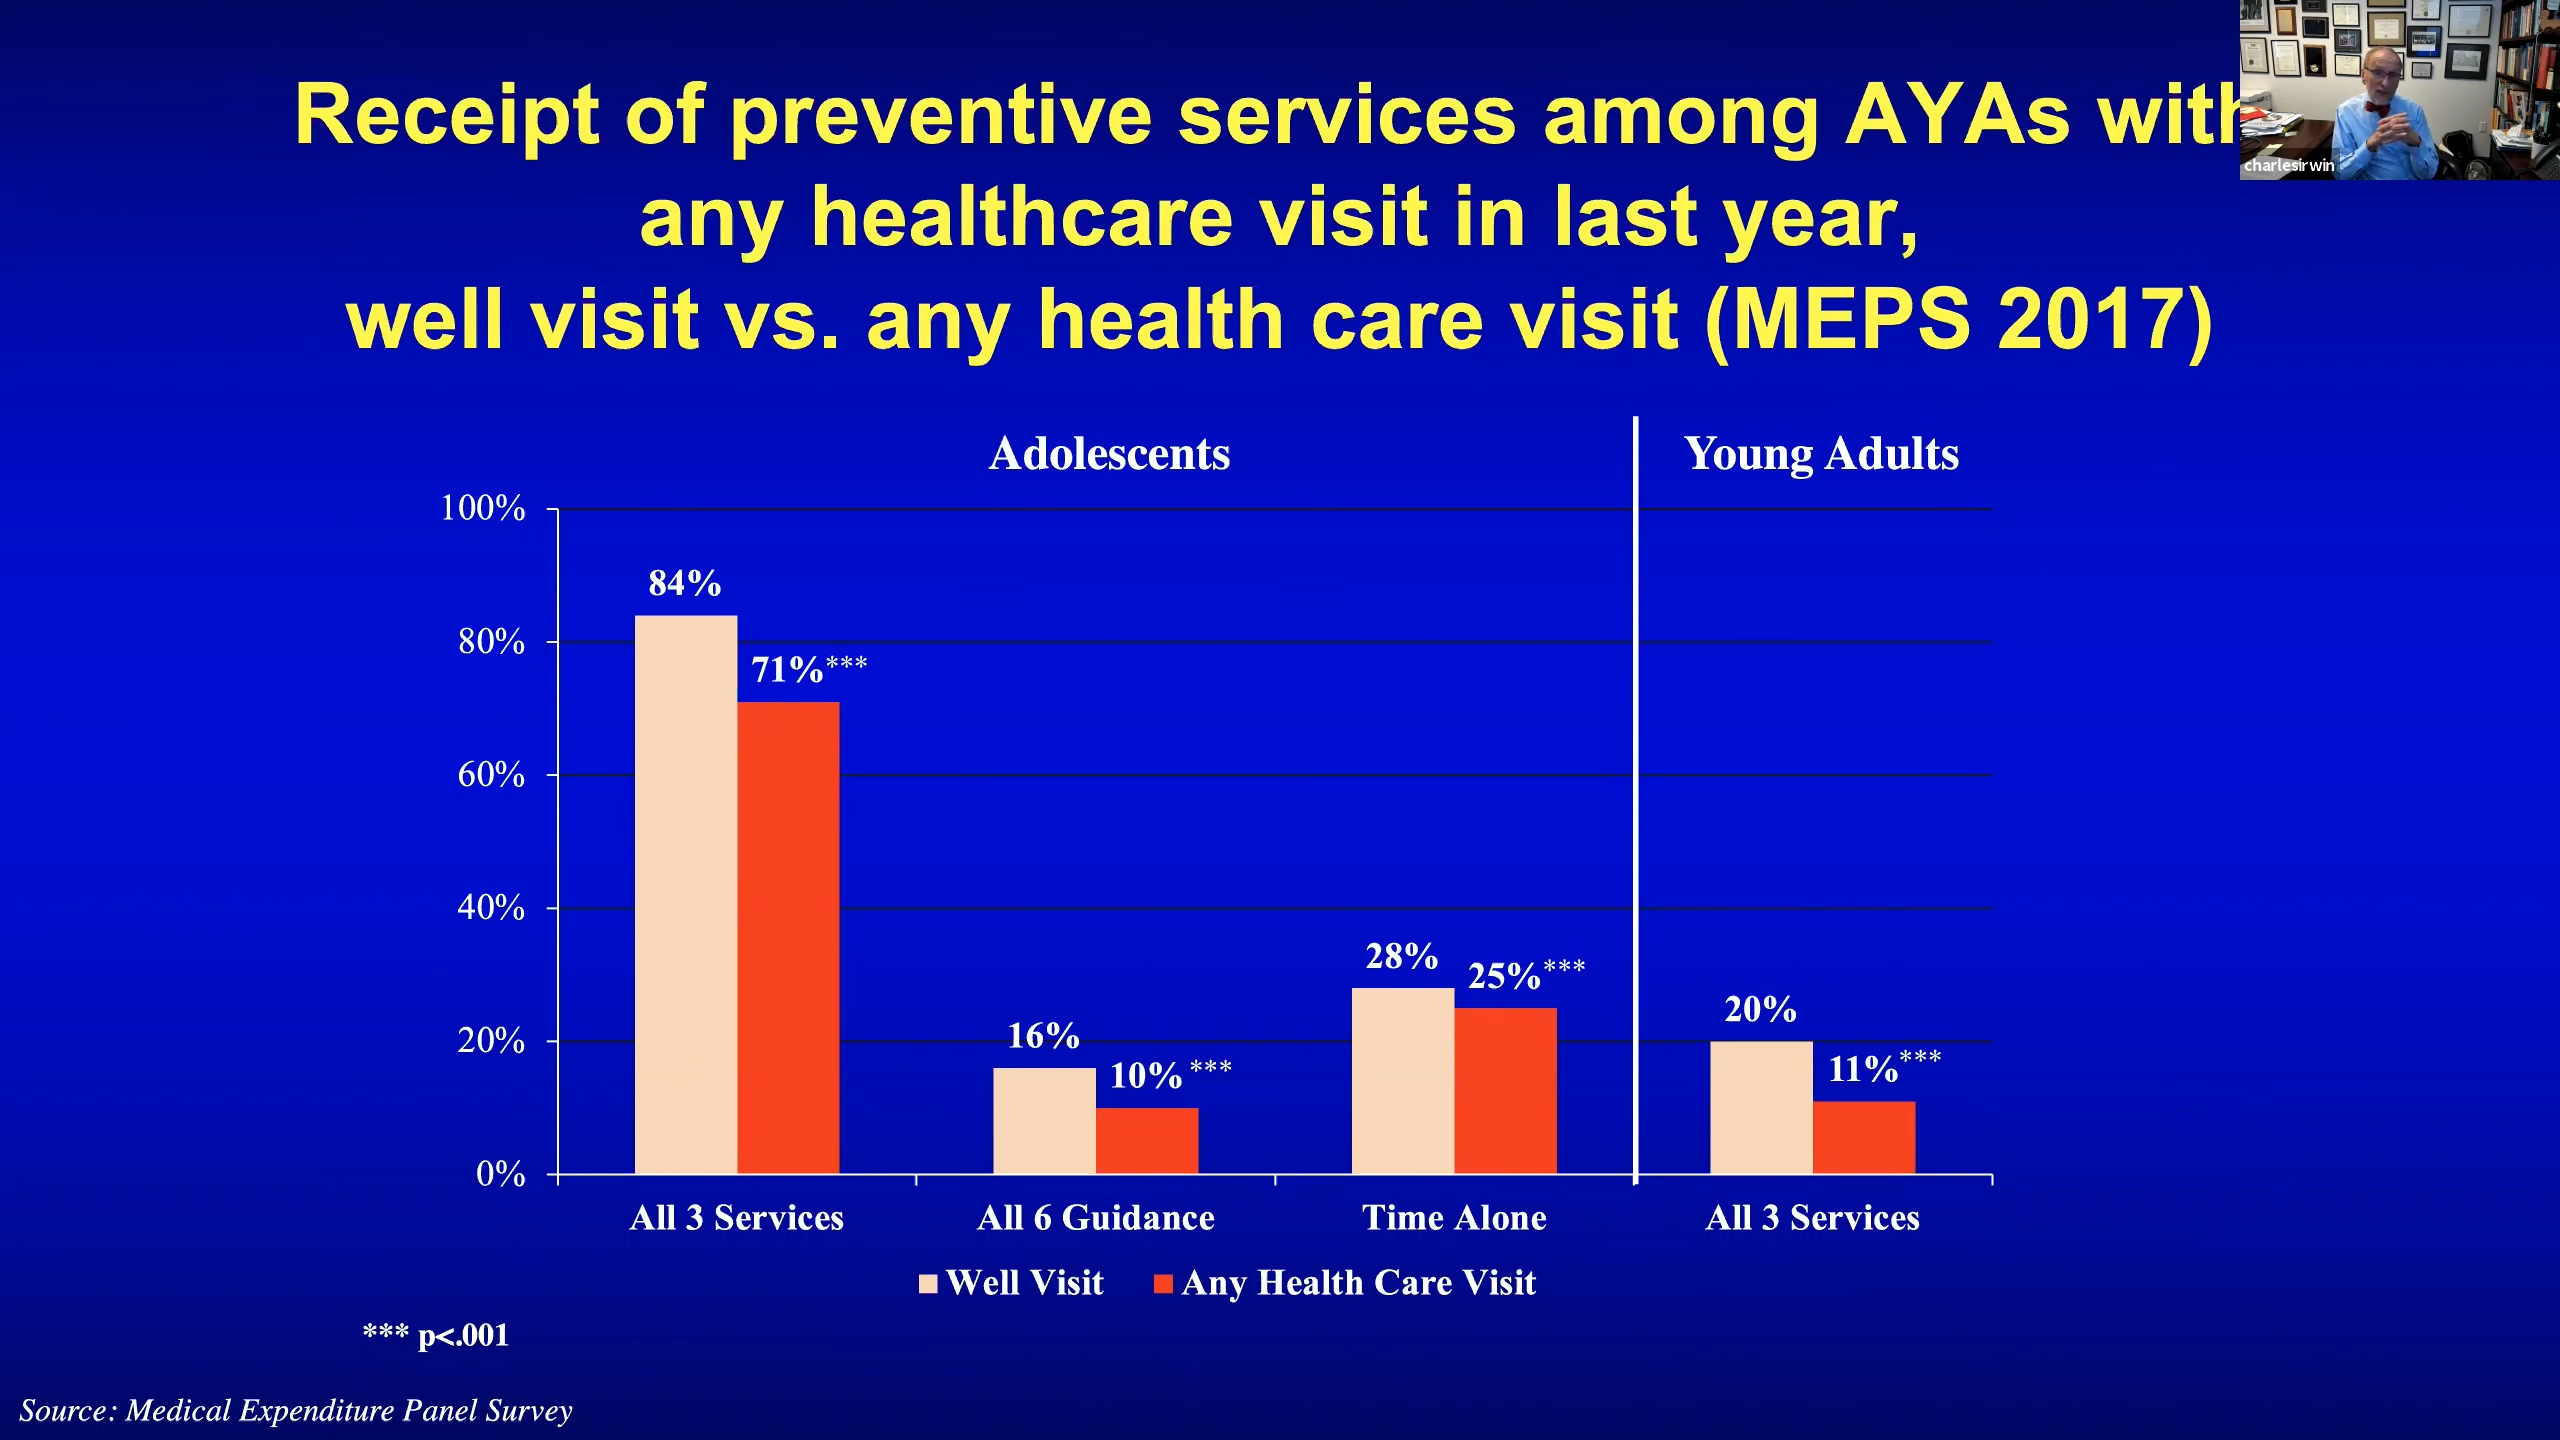 Receipt of preventive services among AYAs with
any healthcare visit in last year,
well visit vs. any health care visit (MEPS 2017)
charlesirwin
Adolescents
Young Adults
100%
80%
60%
40%
20%
0%
84%
71%***
16%
10%***
28%
25%***
20%
11%***
All 3 Services
All 6 Guidance
Time Alone
All 3 Services
Well Visit
Any Health Care Visit
*** p<.001
Source: Medical Expenditure Panel Survey